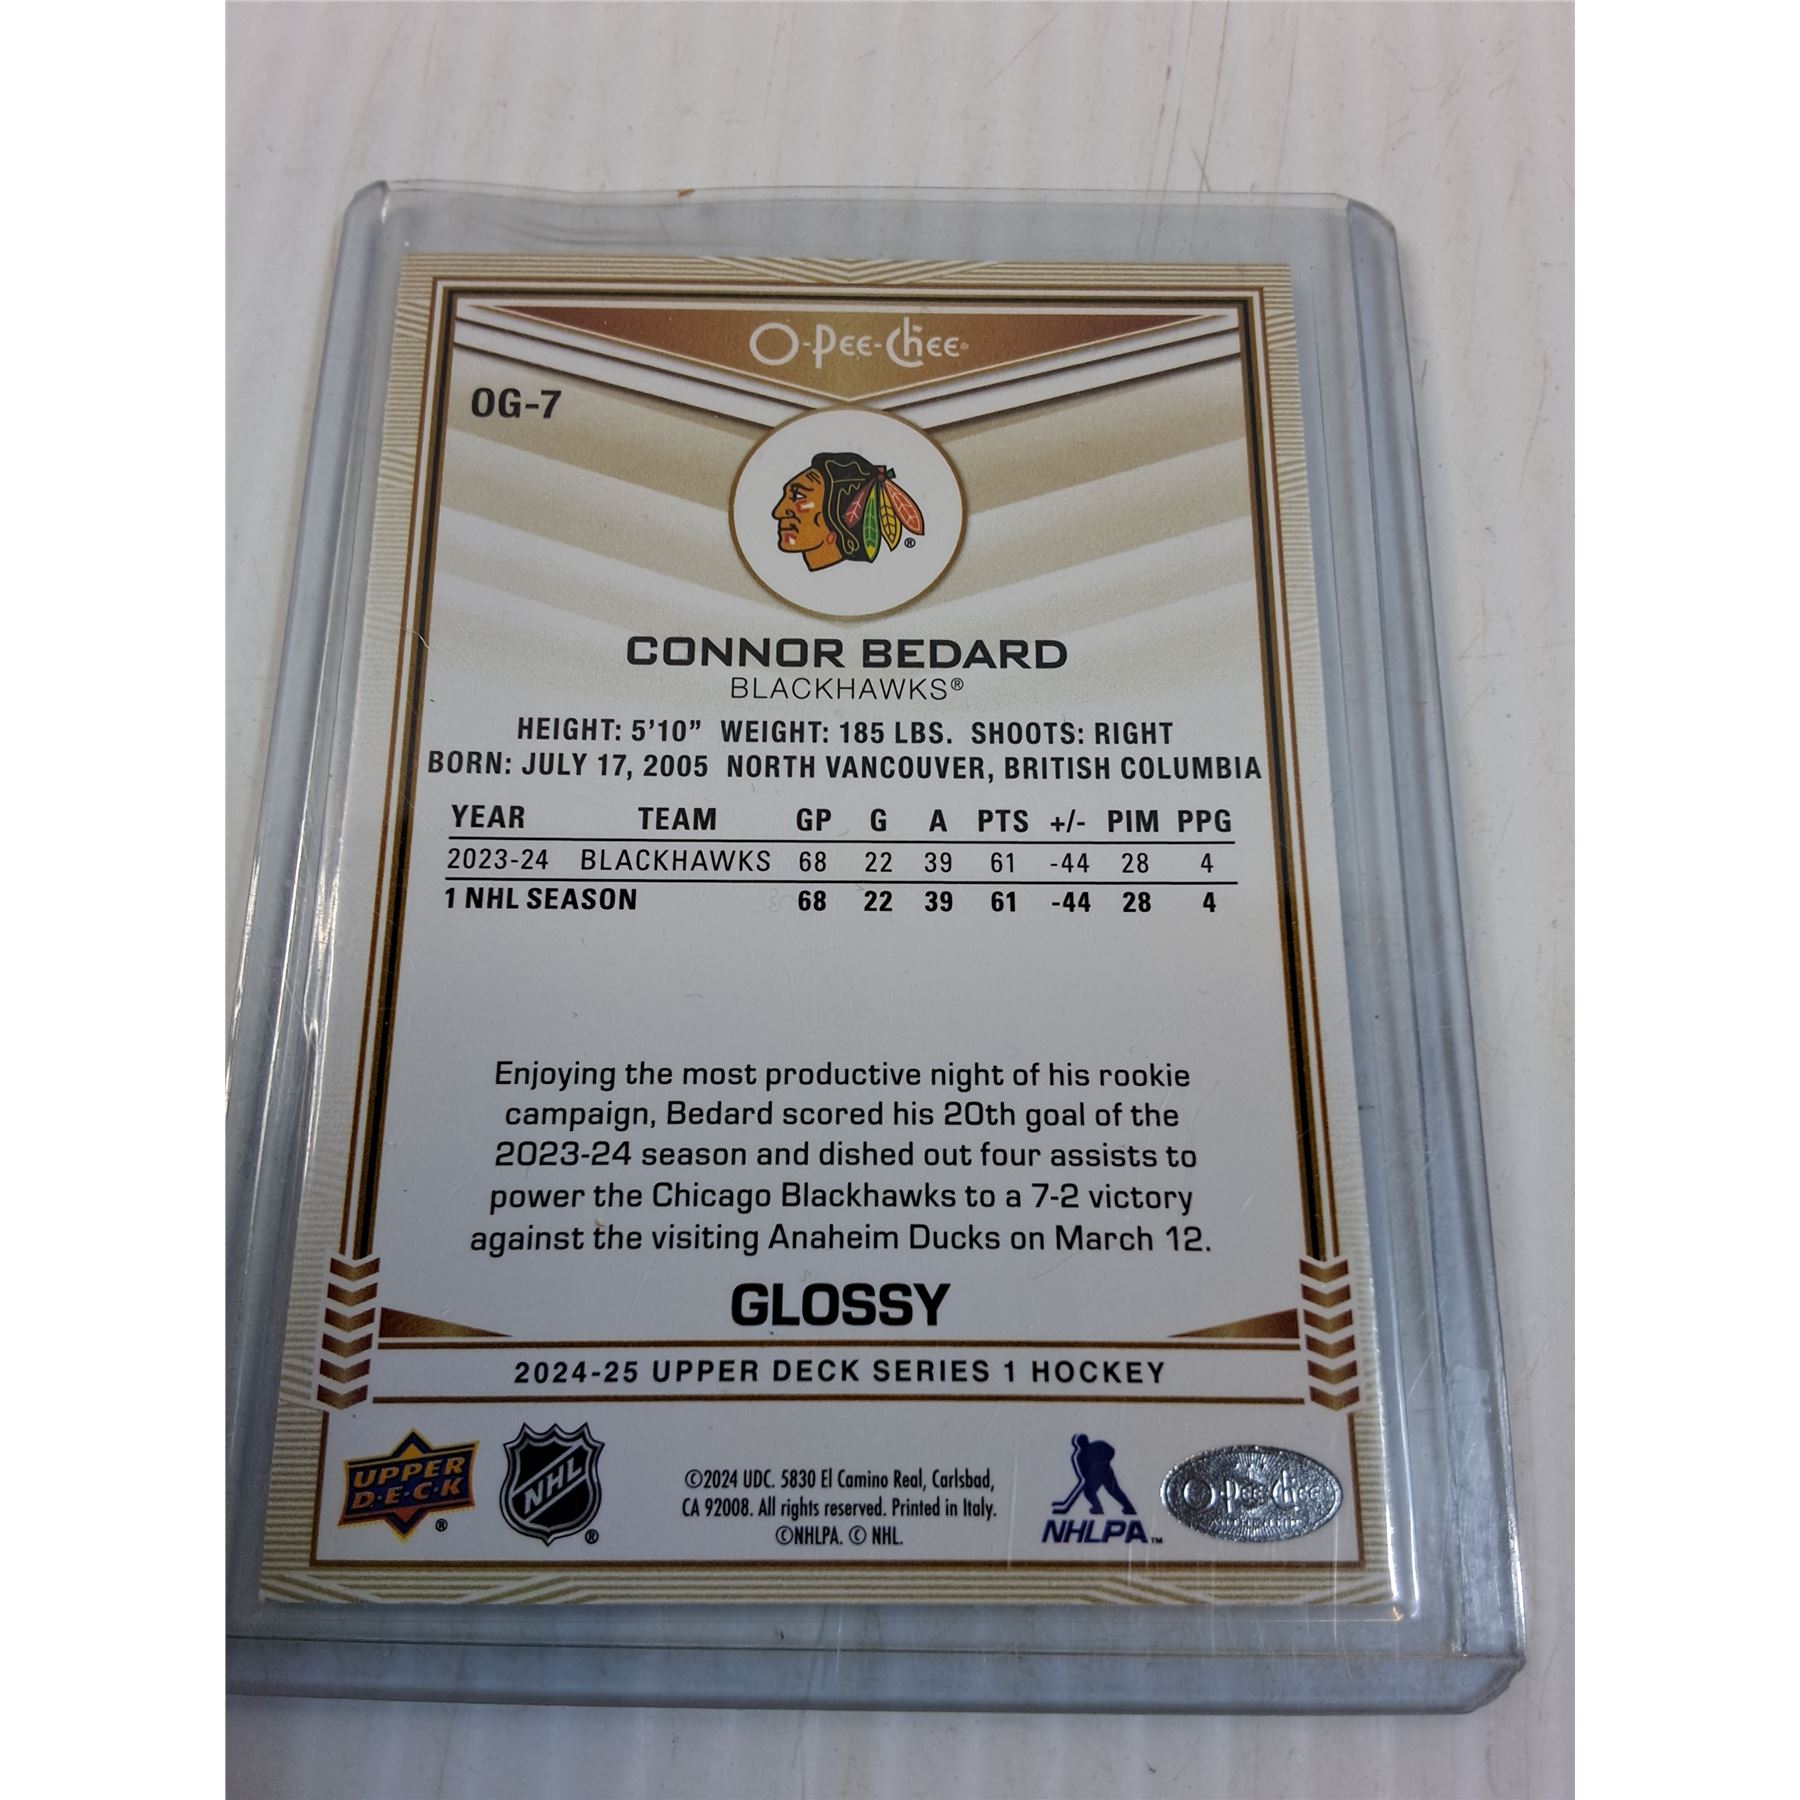 O-Pee-Chee®
OG-7
®
CONNOR BEDARD
BLACKHAWKS®
HEIGHT: 5'10" WEIGHT: 185 LBS. SHOOTS: RIGHT
BORN: JULY 17, 2005 NORTH VANCOUVER, BRITISH COLUMBIA
YEAR TEAM GP G A PTS +/- PIM PPG
2023-24 BLACKHAWKS 68 22 39 61 -44 28 4
1 NHL SEASON 68 22 39 61 -44 28 4
Enjoying the most productive night of his rookie
campaign, Bedard scored his 20th goal of the
2023-24 season and dished out four assists to
power the Chicago Blackhawks to a 7-2 victory
against the visiting Anaheim Ducks on March 12.
GLOSSY
2024-25 UPPER DECK SERIES 1 HOCKEY
UPPER
D·E·C·K
®
NHL
®
©2024 UDC. 5830 El Camino Real, Carlsbad,
CA 92008. All rights reserved. Printed in Italy.
©NHLPA. © NHL.
NHLPA™
O-Pee-Chee